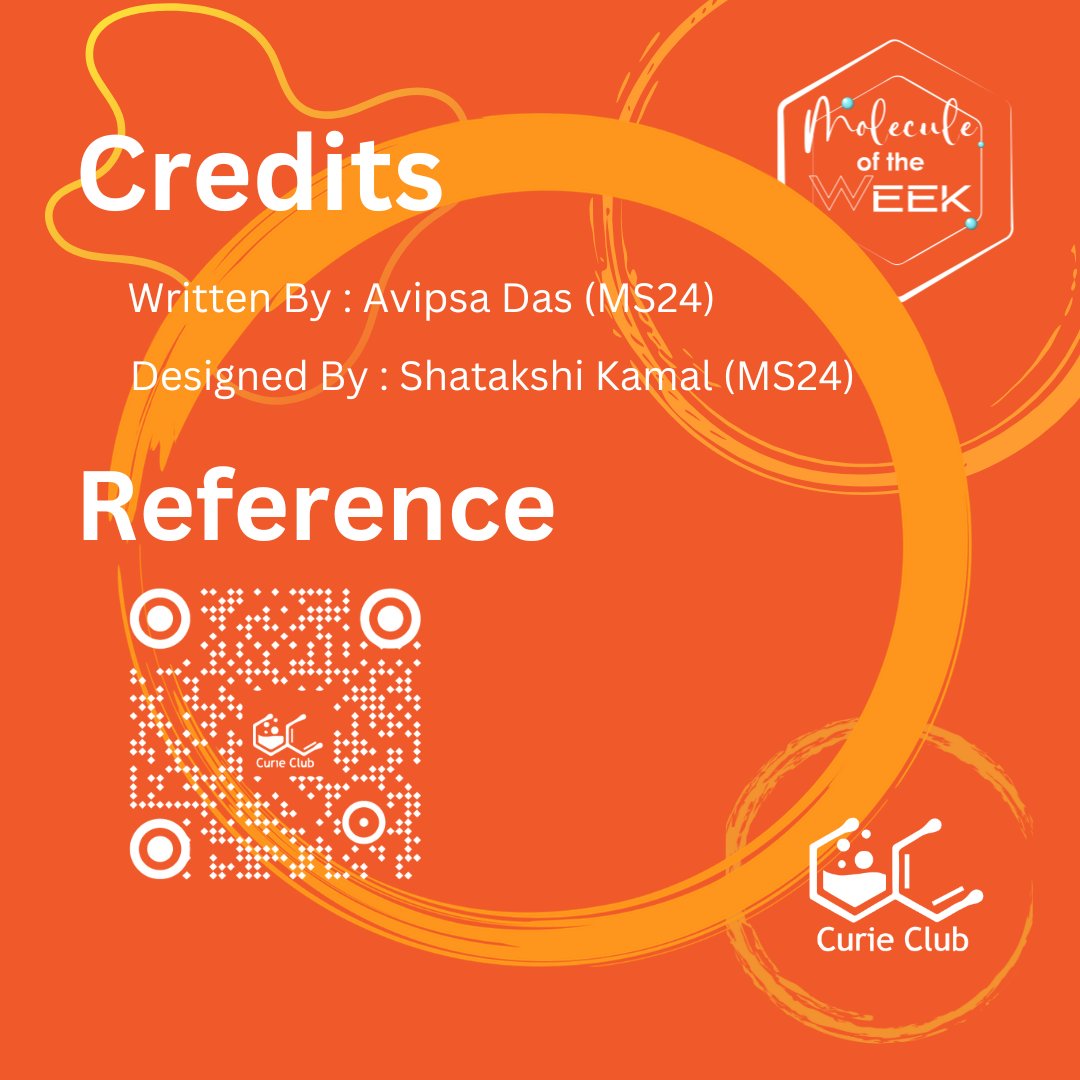 Molecule
of the
WEEK
Credits
Written By : Avipsa Das (MS24)
Designed By : Shatakshi Kamal (MS24)
Reference
Curie Club
Curie Club